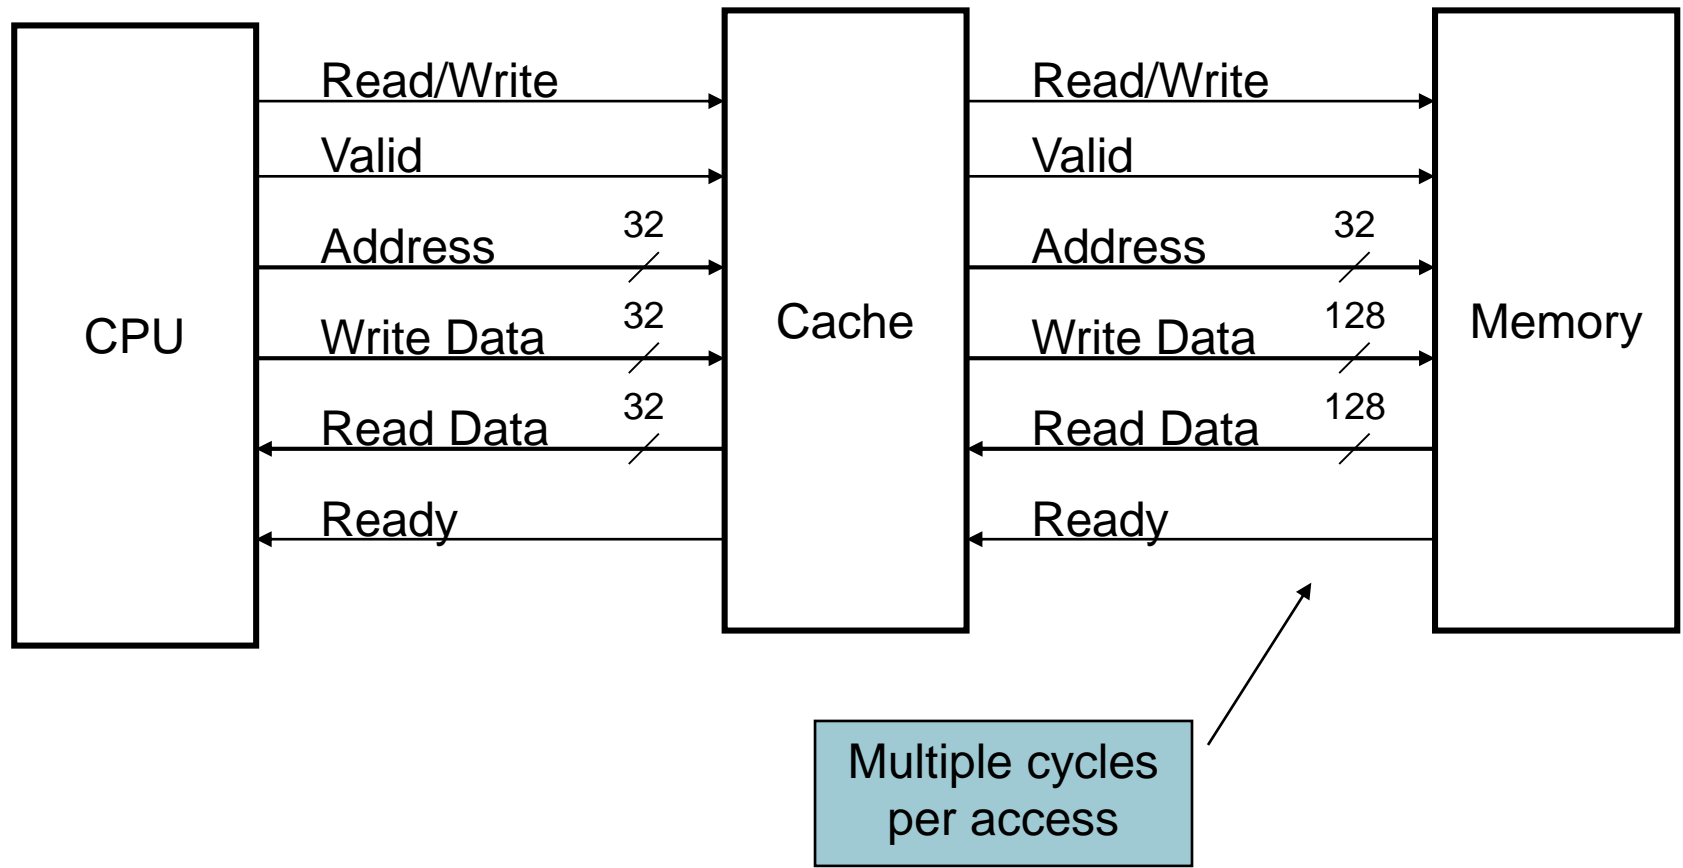 CPU
Read/Write
Valid
Address 32
Write Data 32
Read Data 32
Ready
Cache
Read/Write
Valid
Address 32
Write Data 128
Read Data 128
Ready
Memory
Multiple cycles
per access